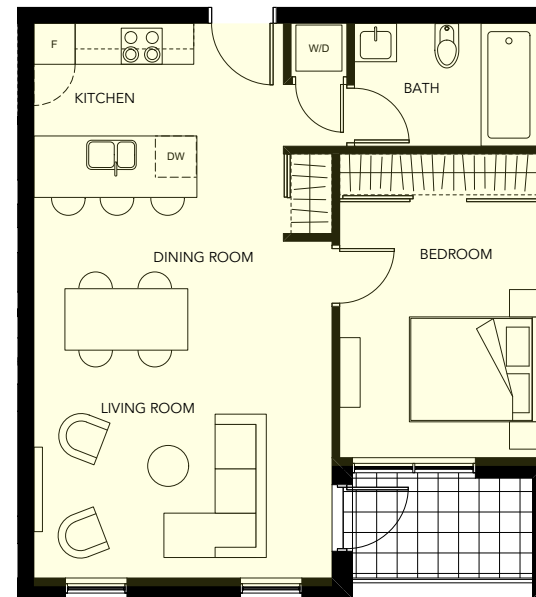 F
W/D
BATH
KITCHEN
DW
DINING ROOM
BEDROOM
LIVING ROOM